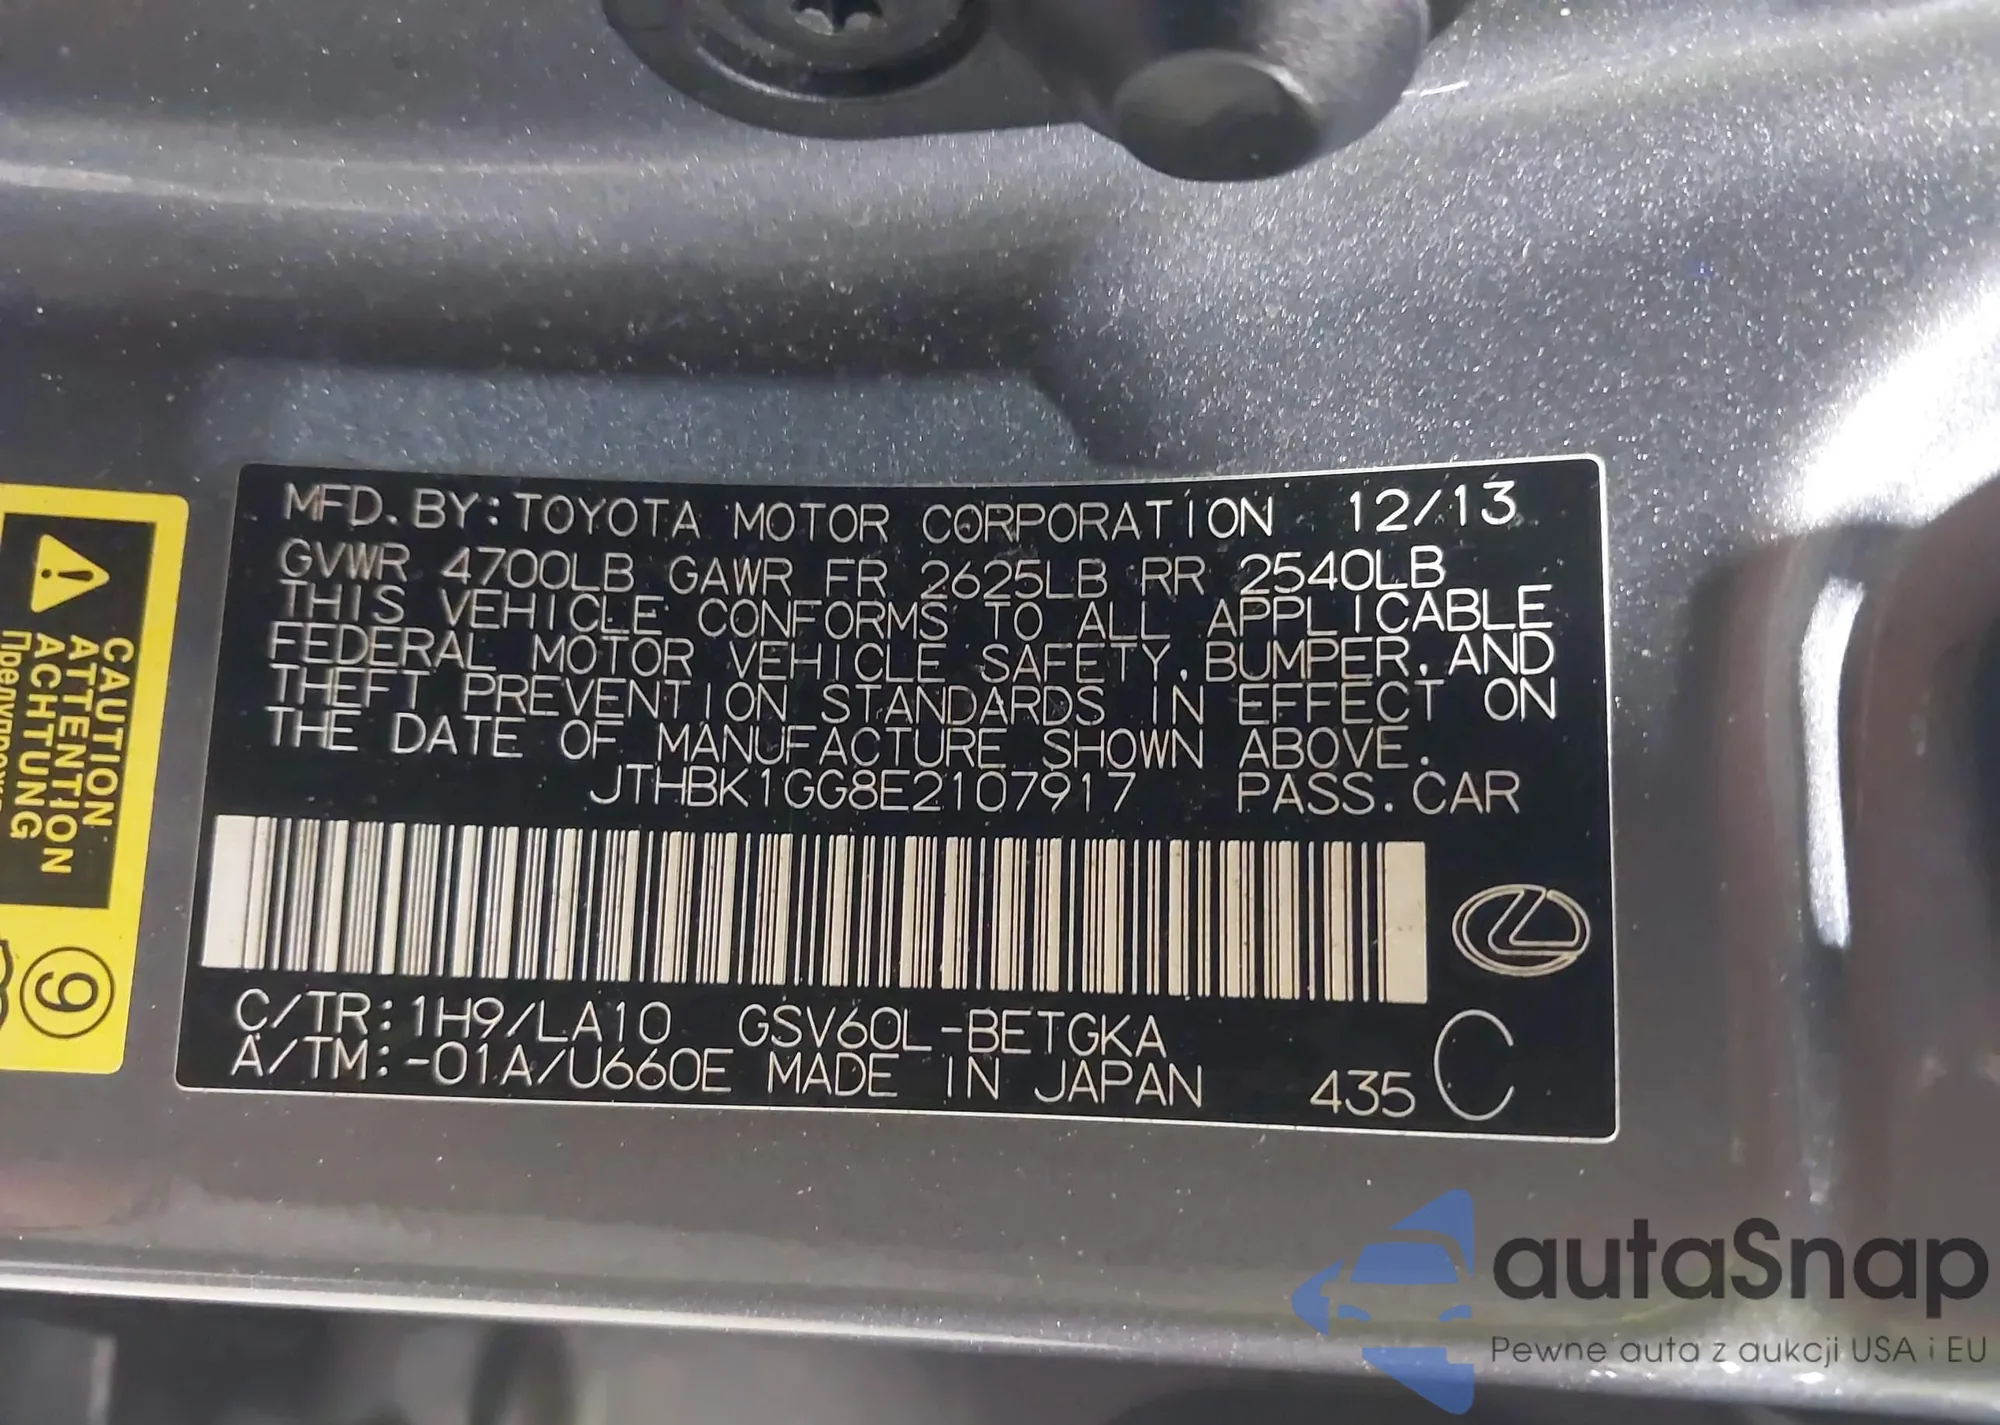 MFD. BY: TOYOTA MOTOR CORPORATION 12/13
GVWR 4700LB GAWR FR 2625LB RR 2540LB
THIS VEHICLE CONFORMS TO ALL APPLICABLE
FEDERAL MOTOR VEHICLE SAFETY, BUMPER, AND
THEFT PREVENTION STANDARDS IN EFFECT ON
THE DATE OF MANUFACTURE SHOWN ABOVE.
JTHBK1GG8E2107917 PASS. CAR
C/TR: 1H9/LA10 GSV60L-BETGKA
A/TM: -01A/U660E MADE IN JAPAN 435 C
CAUTION
ATTENTION
ACHTUNG
9
autaSnap
Pewne auta z aukcji USA i EU